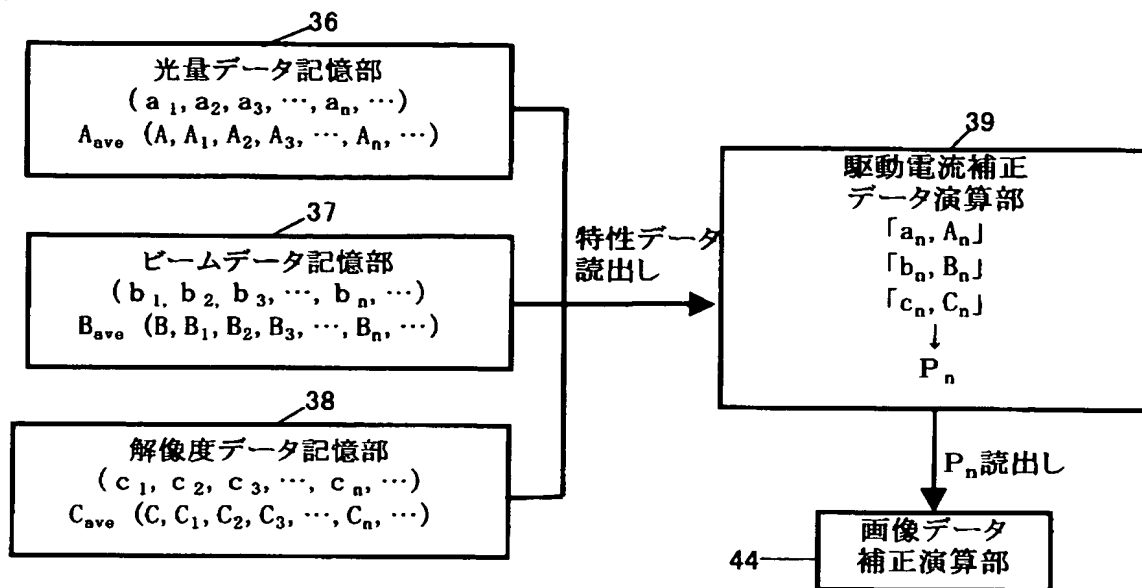 36
光量データ記憶部
(a1, a2, a3, …, an, …)
Aave (A, A1, A2, A3, …, An, …)
37
ビームデータ記憶部
(b1, b2, b3, …, bn, …)
Bave (B, B1, B2, B3, …, Bn, …)
38
解像度データ記憶部
(c1, c2, c3, …, cn, …)
Cave (C, C1, C2, C3, …, Cn, …)
特性データ
読出し
39
駆動電流補正
データ演算部
「an, An」
「bn, Bn」
「cn, Cn」
↓
Pn
Pn読出し
44
画像データ
補正演算部